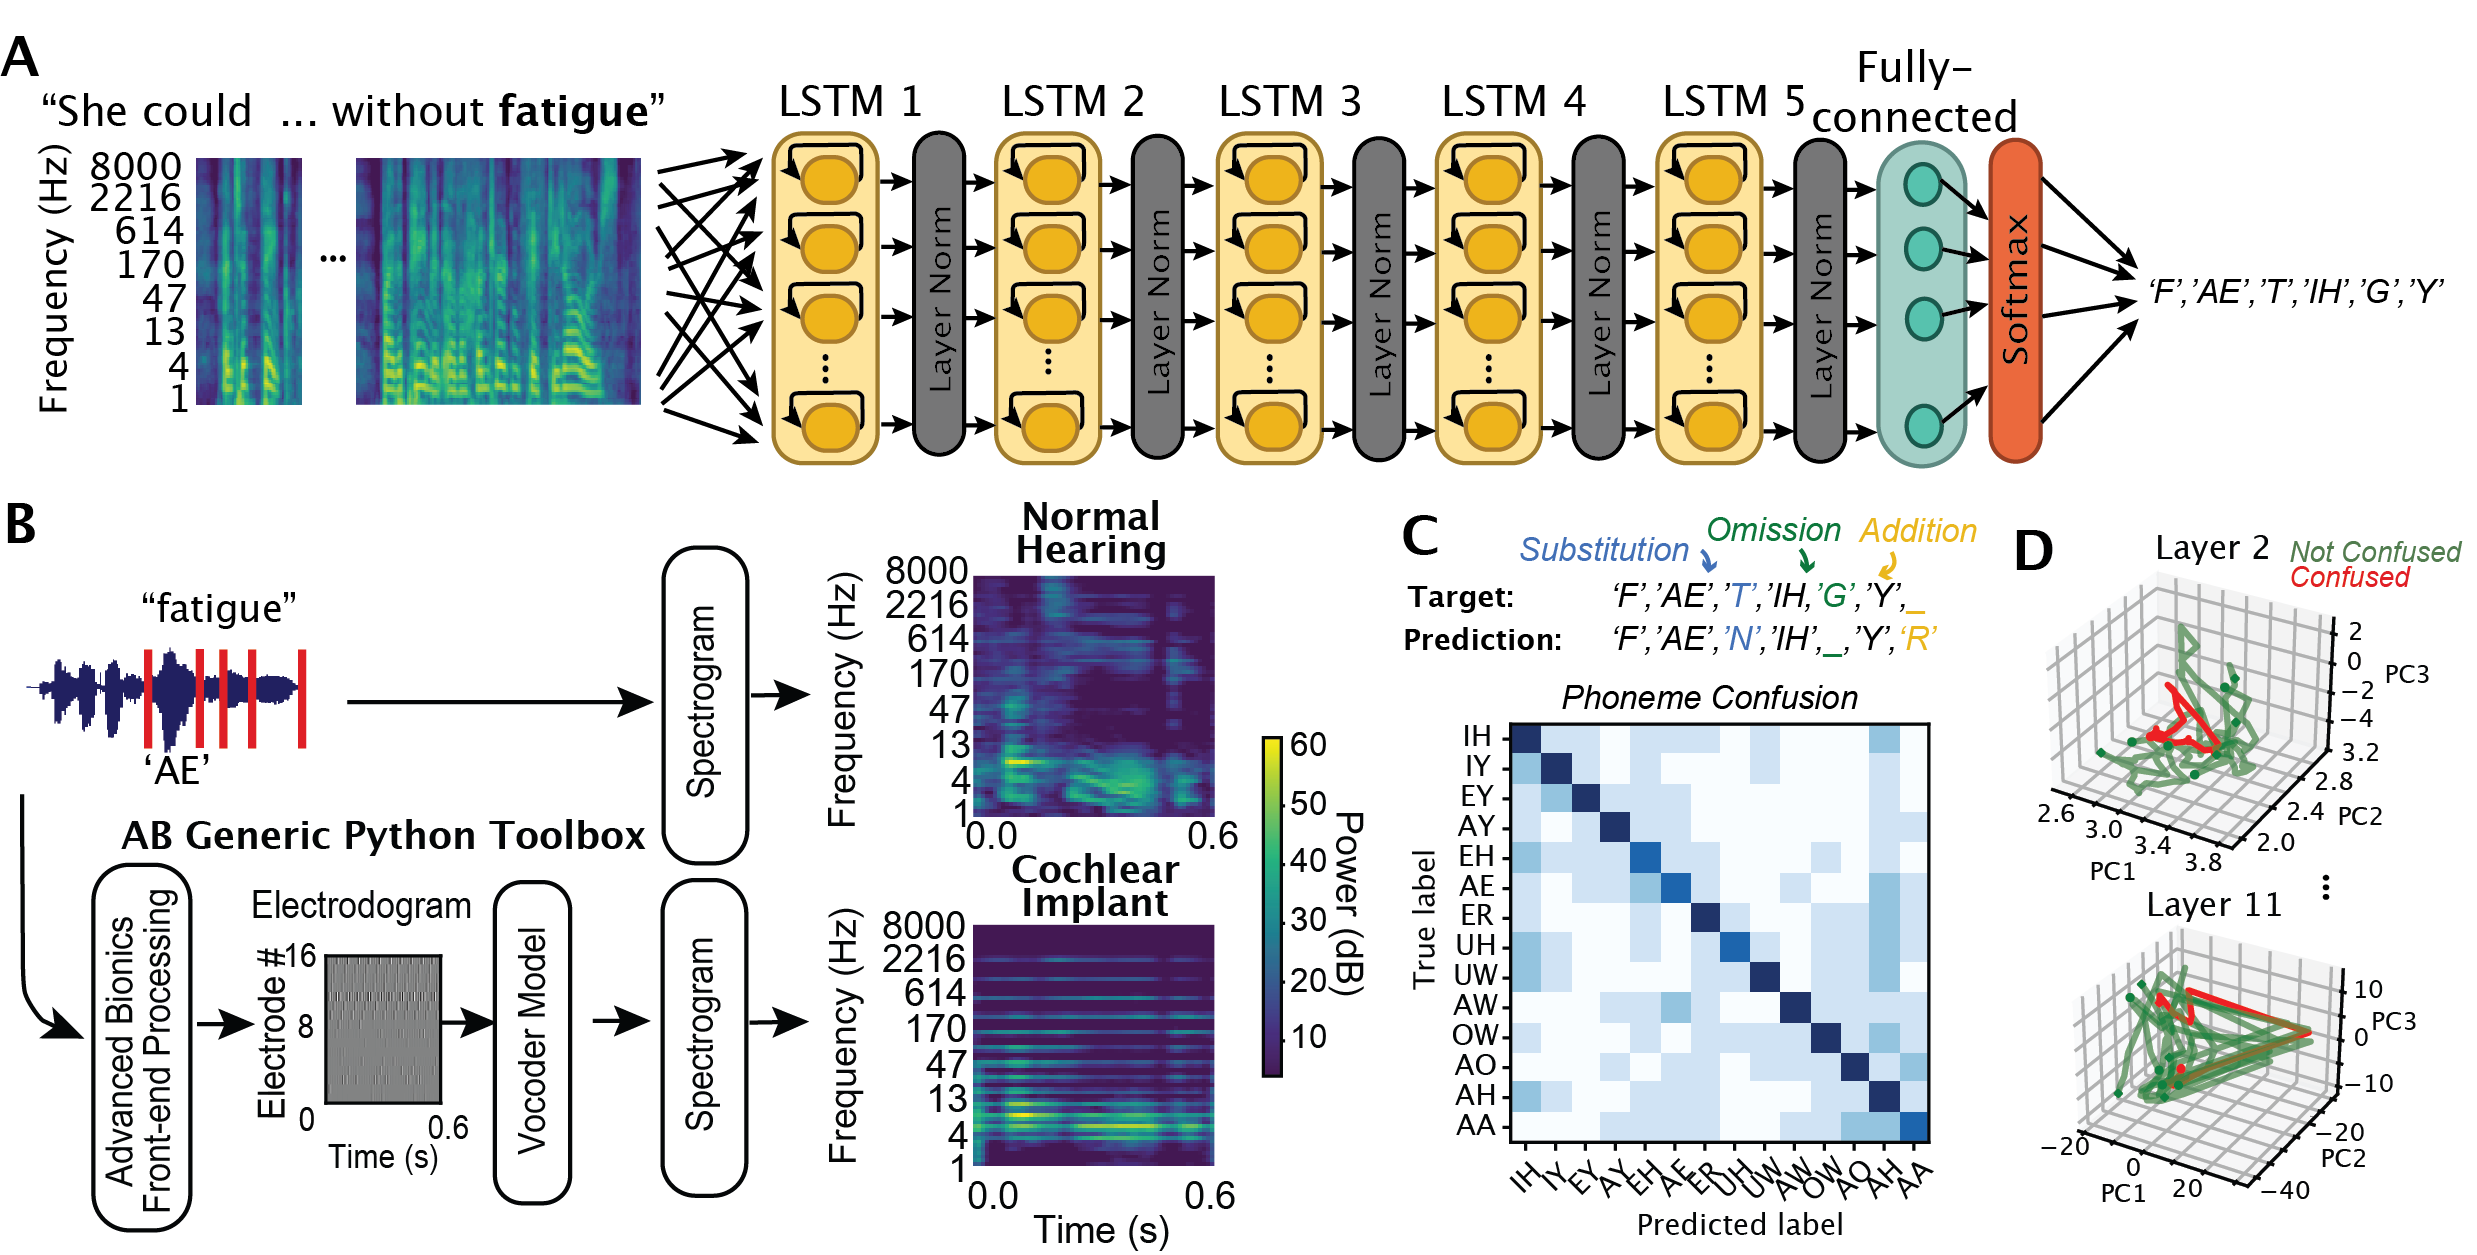 A
“She could ... without fatigue”
Frequency (Hz)
8000
2216
614
170
47
13
4
1
...
LSTM 1
LSTM 2
LSTM 3
LSTM 4
LSTM 5
Fully-
connected
Layer Norm
Layer Norm
Layer Norm
Layer Norm
Layer Norm
Softmax
‘F’,’AE’,’T’,’IH’,’G’,’Y’
B
“fatigue”
‘AE’
Spectrogram
Normal
Hearing
Frequency (Hz)
8000
2216
614
170
47
13
4
1
0.0
0.6
AB Generic Python Toolbox
Advanced Bionics
Front-end Processing
Electrodogram
Electrode #
16
8
0
0.6
Time (s)
Vocoder Model
Spectrogram
Cochlear
Implant
Frequency (Hz)
8000
2216
614
170
47
13
4
1
0.0
0.6
Time (s)
60
50
40
30
20
10
Power (dB)
C
Substitution
Omission
Addition
Target:
‘F’,’AE’,’T’,’IH,’G’,’Y’,_
Prediction:
‘F’,’AE’,’N’,’IH’,_,’Y’,‘R’
Phoneme Confusion
True label
IH
IY
EY
AY
EH
AE
ER
UH
UW
AW
OW
AO
AH
AA
IH
IY
EY
AY
EH
AE
ER
UH
UW
AW
OW
AO
AH
AA
Predicted label
D
Layer 2
Not Confused
Confused
2
0
−2
−4
PC3
3.2
2.8
2.4
2.0
PC2
2.6
3.0
3.4
3.8
PC1
Layer 11
10
0
−10
PC3
−20
−40
PC2
−20
0
20
PC1